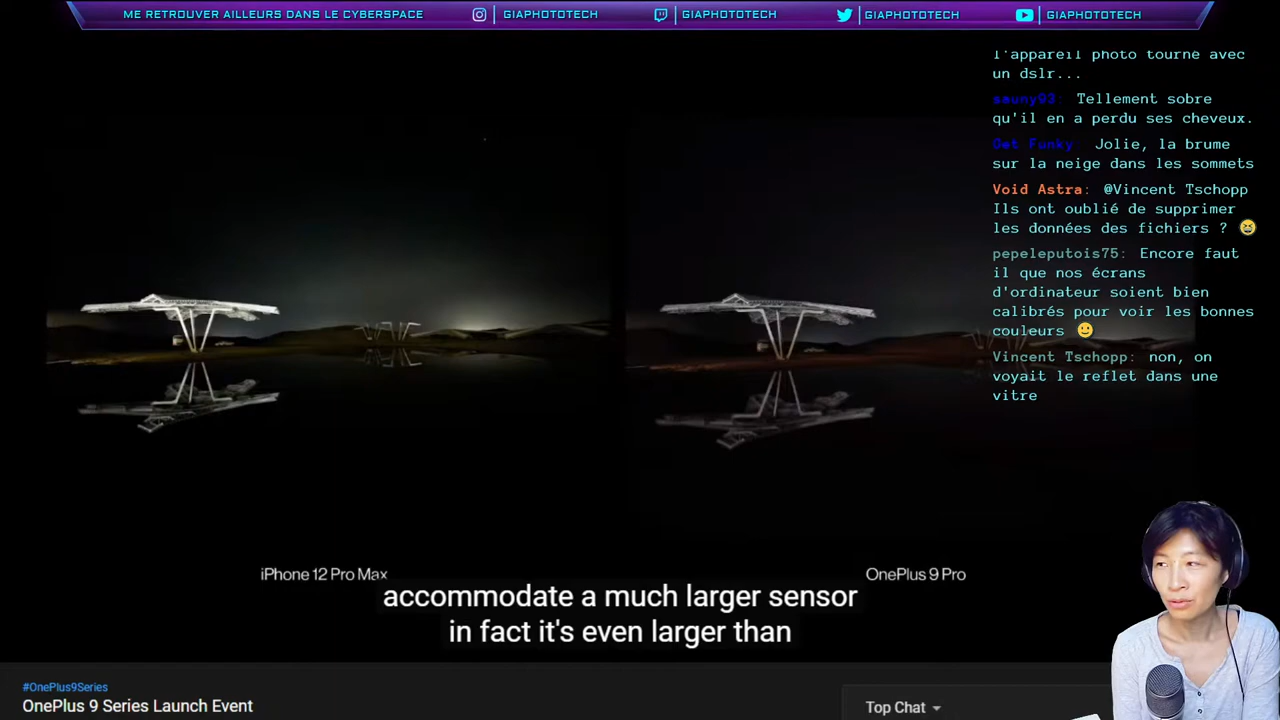 ME RETROUVER AILLEURS DANS LE CYBERSPACE GIAPHOTOTECH GIAPHOTOTECH GIAPHOTOTECH GIAPHOTOTECH
l'appareil photo tourne avec
un dslr...
sauny93: Tellement sobre
qu'il en a perdu ses cheveux.
Get Funky: Jolie, la brume
sur la neige dans les sommets
Void Astra: @Vincent Tschopp
Ils ont oublié de supprimer
les données des fichiers ? 😆
pepeleputois75: Encore faut
il que nos écrans
d'ordinateur soient bien
calibrés pour voir les bonnes
couleurs 🙂
Vincent Tschopp: non, on
voyait le reflet dans une
vitre
iPhone 12 Pro Max
OnePlus 9 Pro
accommodate a much larger sensor
in fact it's even larger than
#OnePlus9Series
OnePlus 9 Series Launch Event
Top Chat